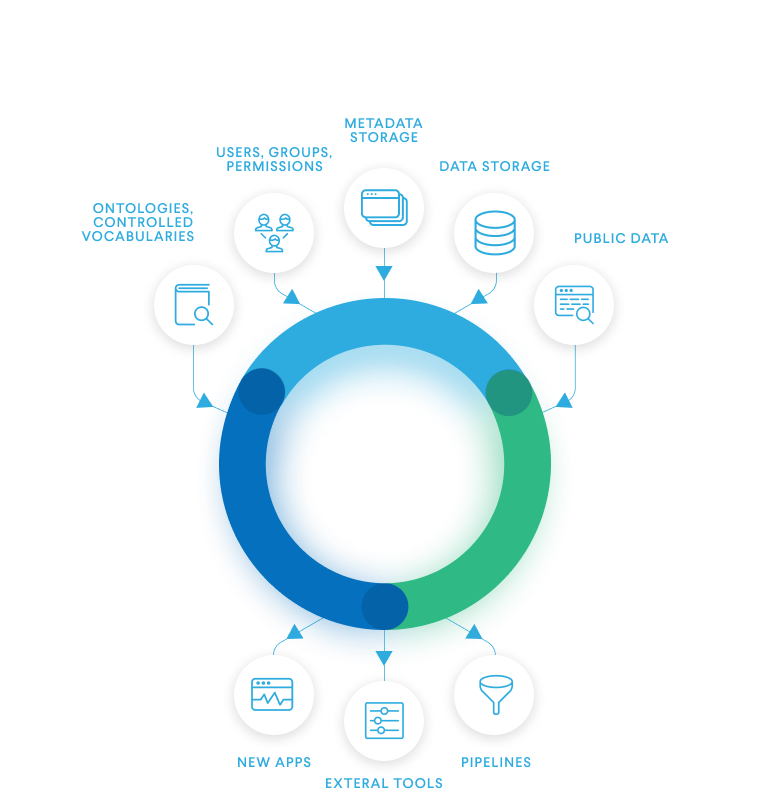 METADATA
STORAGE
USERS, GROUPS,
PERMISSIONS
DATA STORAGE
ONTOLOGIES,
CONTROLLED
VOCABULARIES
PUBLIC DATA
NEW APPS
EXTERAL TOOLS
PIPELINES